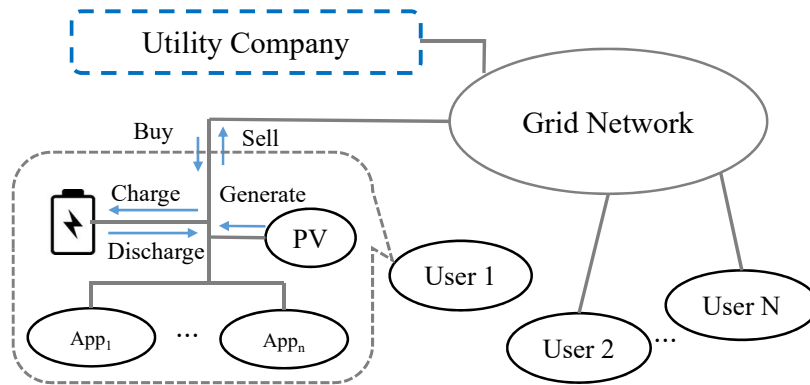 Utility Company
Grid Network
Buy
Sell
Charge
Generate
Discharge
PV
User 1
App₁
...
Appₙ
User 2
...
User N